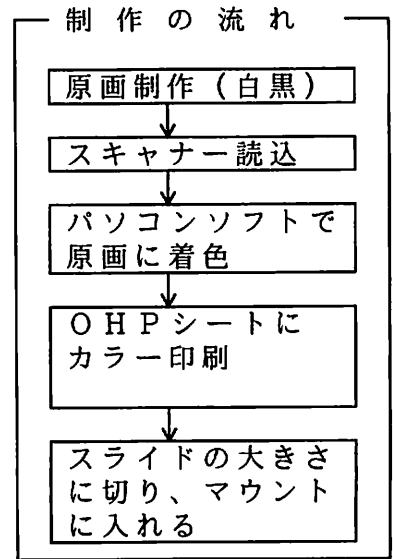 制作の流れ
原画制作（白黒）
スキャナー読込
パソコンソフトで
原画に着色
OHPシートに
カラー印刷
スライドの大きさ
に切り、マウント
に入れる